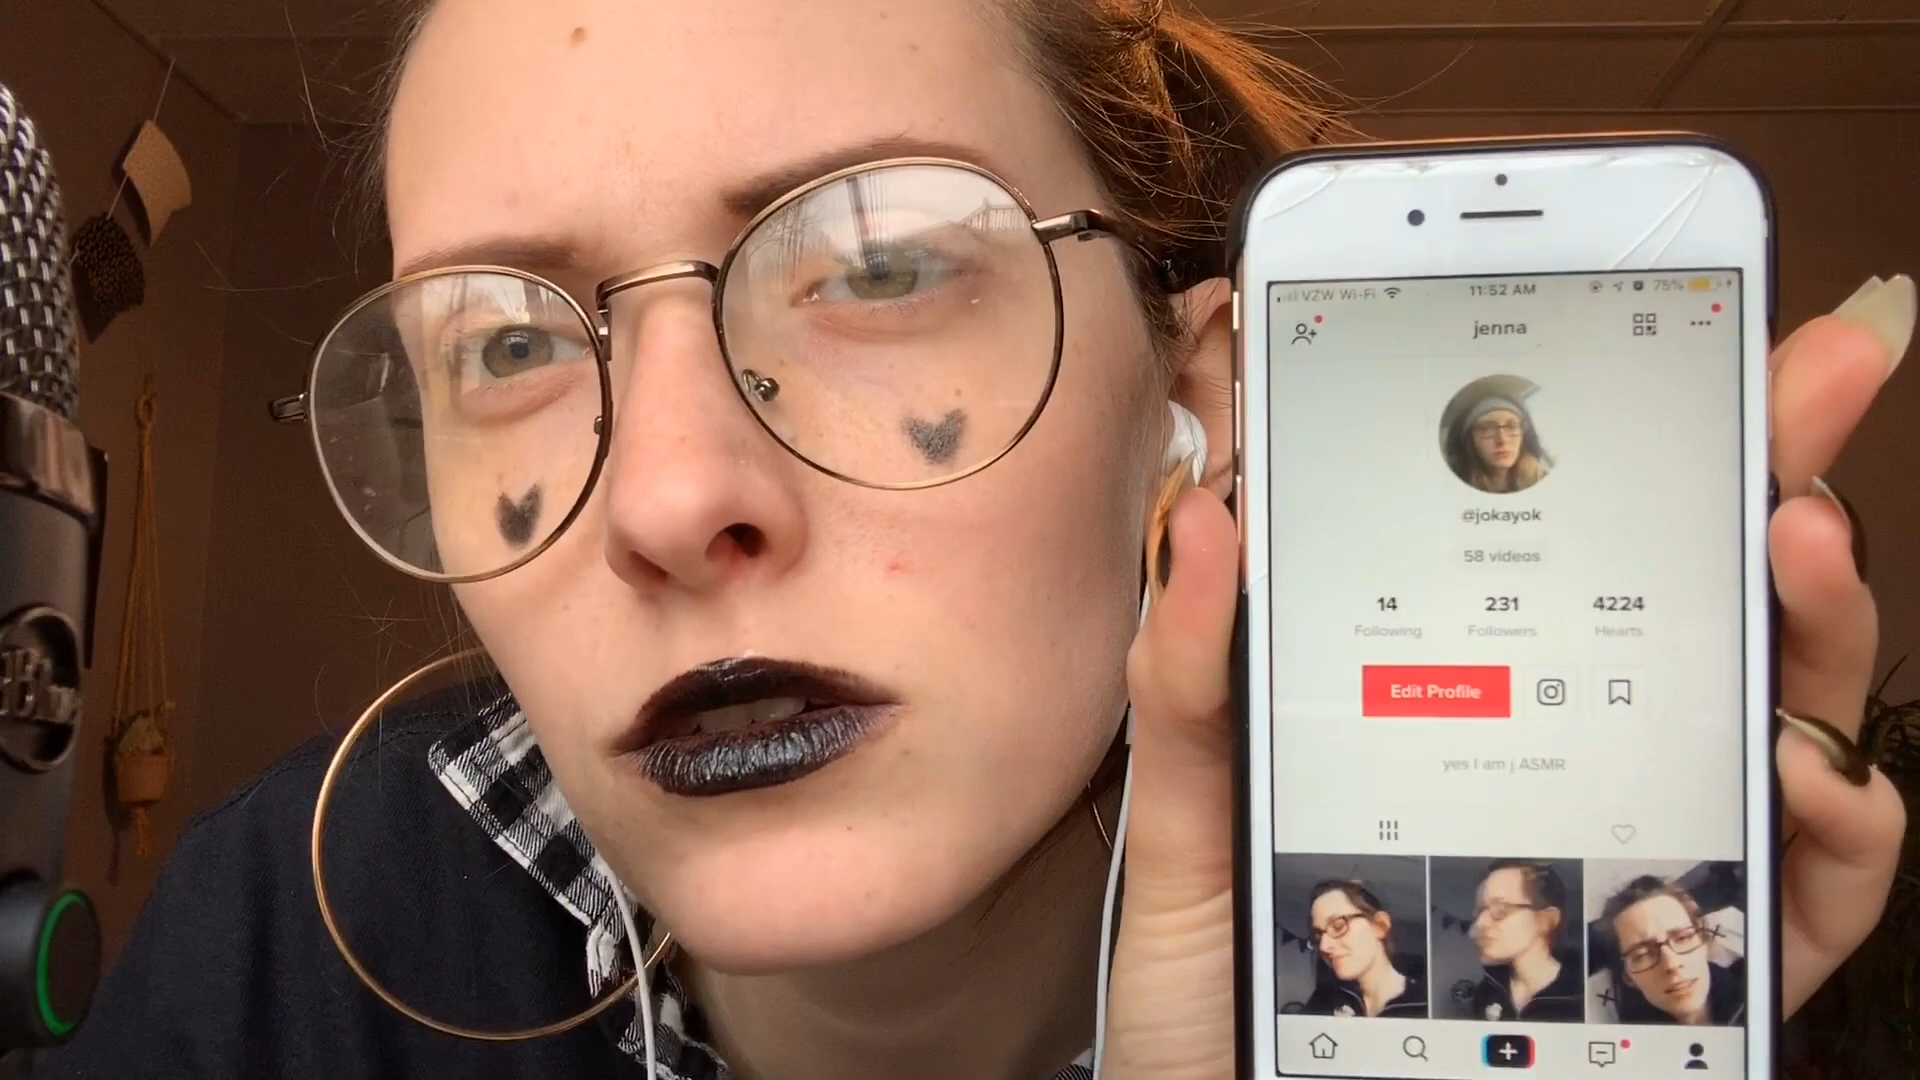 VZW Wi-Fi 11:52 AM 75%
jenna
@jokayok
58 videos
14 231 4224
Following Followers Hearts
Edit Profile
yes I am j ASMR